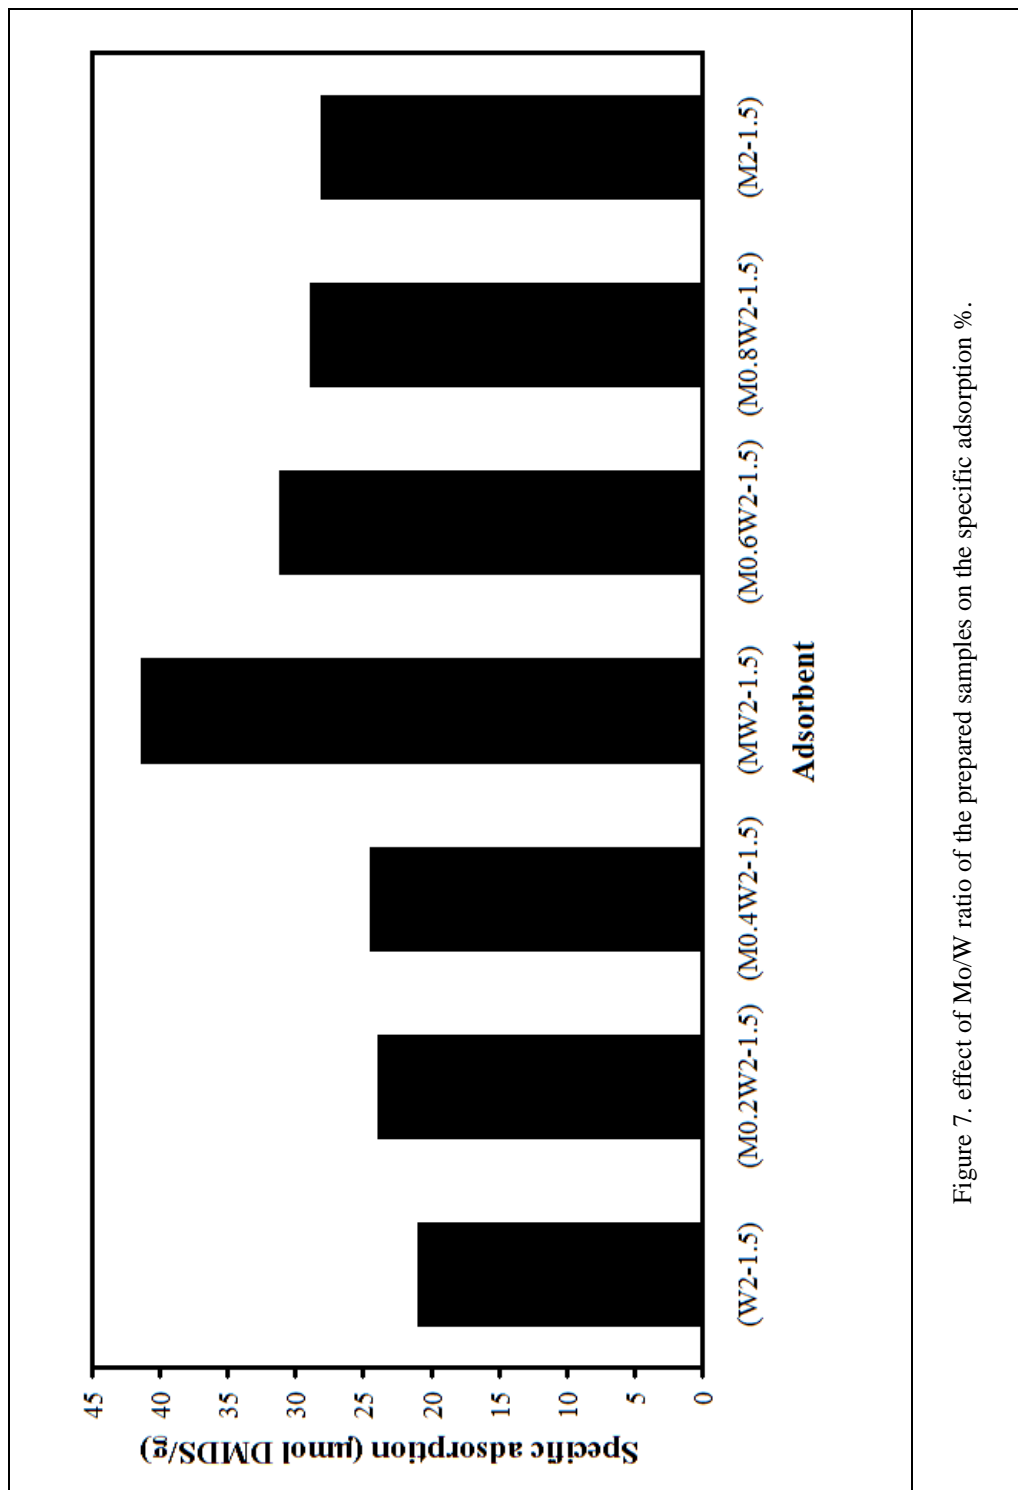 Specific adsorption (µmol DMDS/g)
45
40
35
30
25
20
15
10
5
0
(W2-1.5)
(M0.2W2-1.5)
(M0.4W2-1.5)
(MW2-1.5)
(M0.6W2-1.5)
(M0.8W2-1.5)
(M2-1.5)
Adsorbent
Figure 7. effect of Mo/W ratio of the prepared samples on the specific adsorption %.